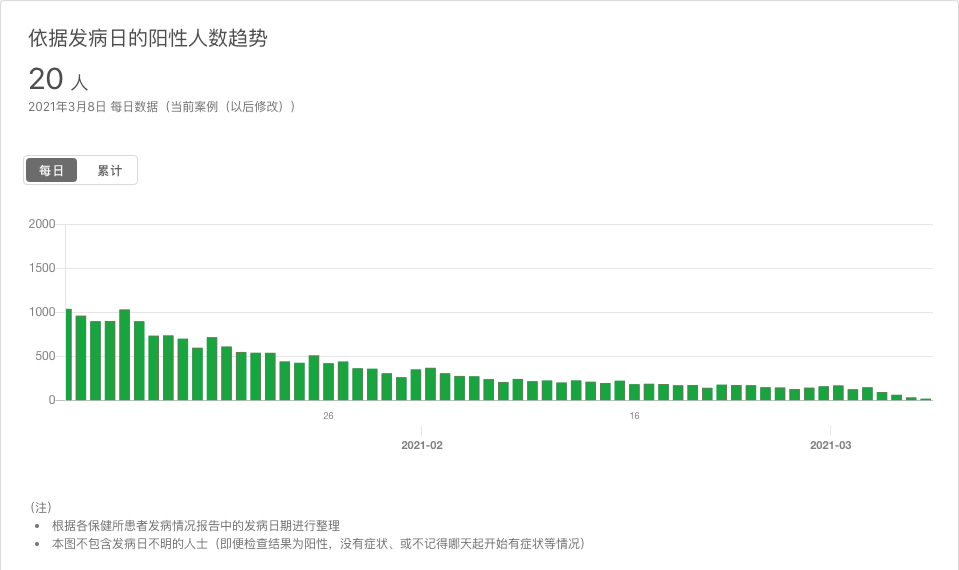 依据发病日的阳性人数趋势
20 人
2021年3月8日 每日数据（当前案例（以后修改））
每日 累计
2000
1500
1000
500
0
26 16
2021-02 2021-03
（注）
• 根据各保健所患者发病情况报告中的发病日期进行整理
• 本图不包含发病日不明的人士（即便检查结果为阳性，没有症状、或不记得哪天起开始有症状等情况）